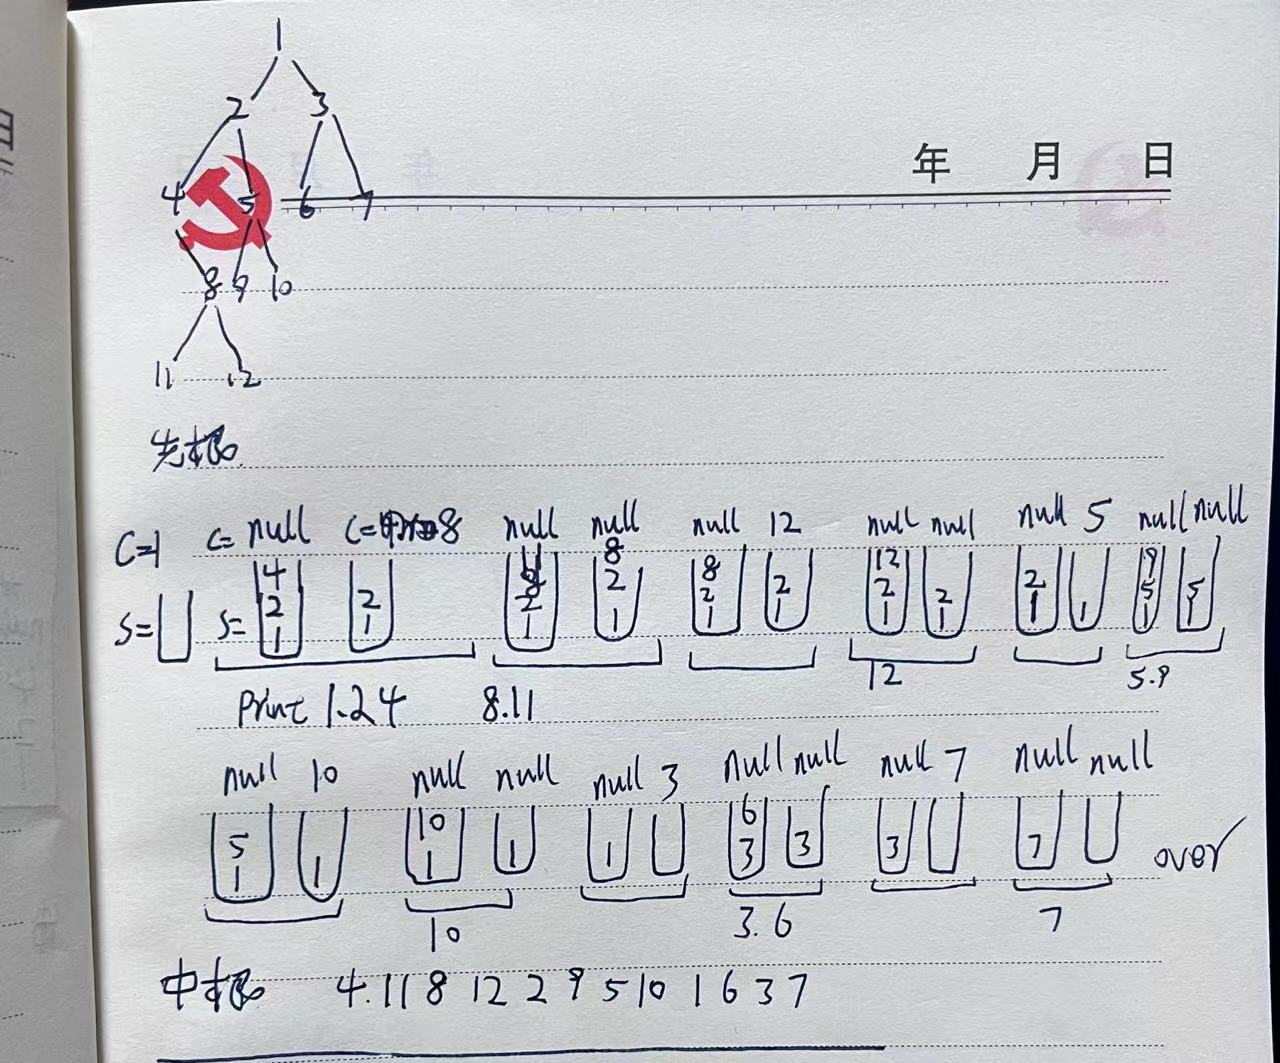 1
2 3
年 月 日
4 5 6 7
8 9 10
11 12
先根
C=1 C= null C= 8 null null null 12 null null null 5 null null
4 8 8 12 9
2 2 2 2 8 2 2 2 5
S= S= 1 1 1 1 2 1 1 2 1 1 1 5 1
12 5.9
Print 1.24 8.11
null 10 null null null 3 null null null 7 null null
5 10 6
1 1 1 1 1 3 3 3 7 over
10 3.6 7
中根 4.11 8 12 2 9 5 10 1 6 3 7